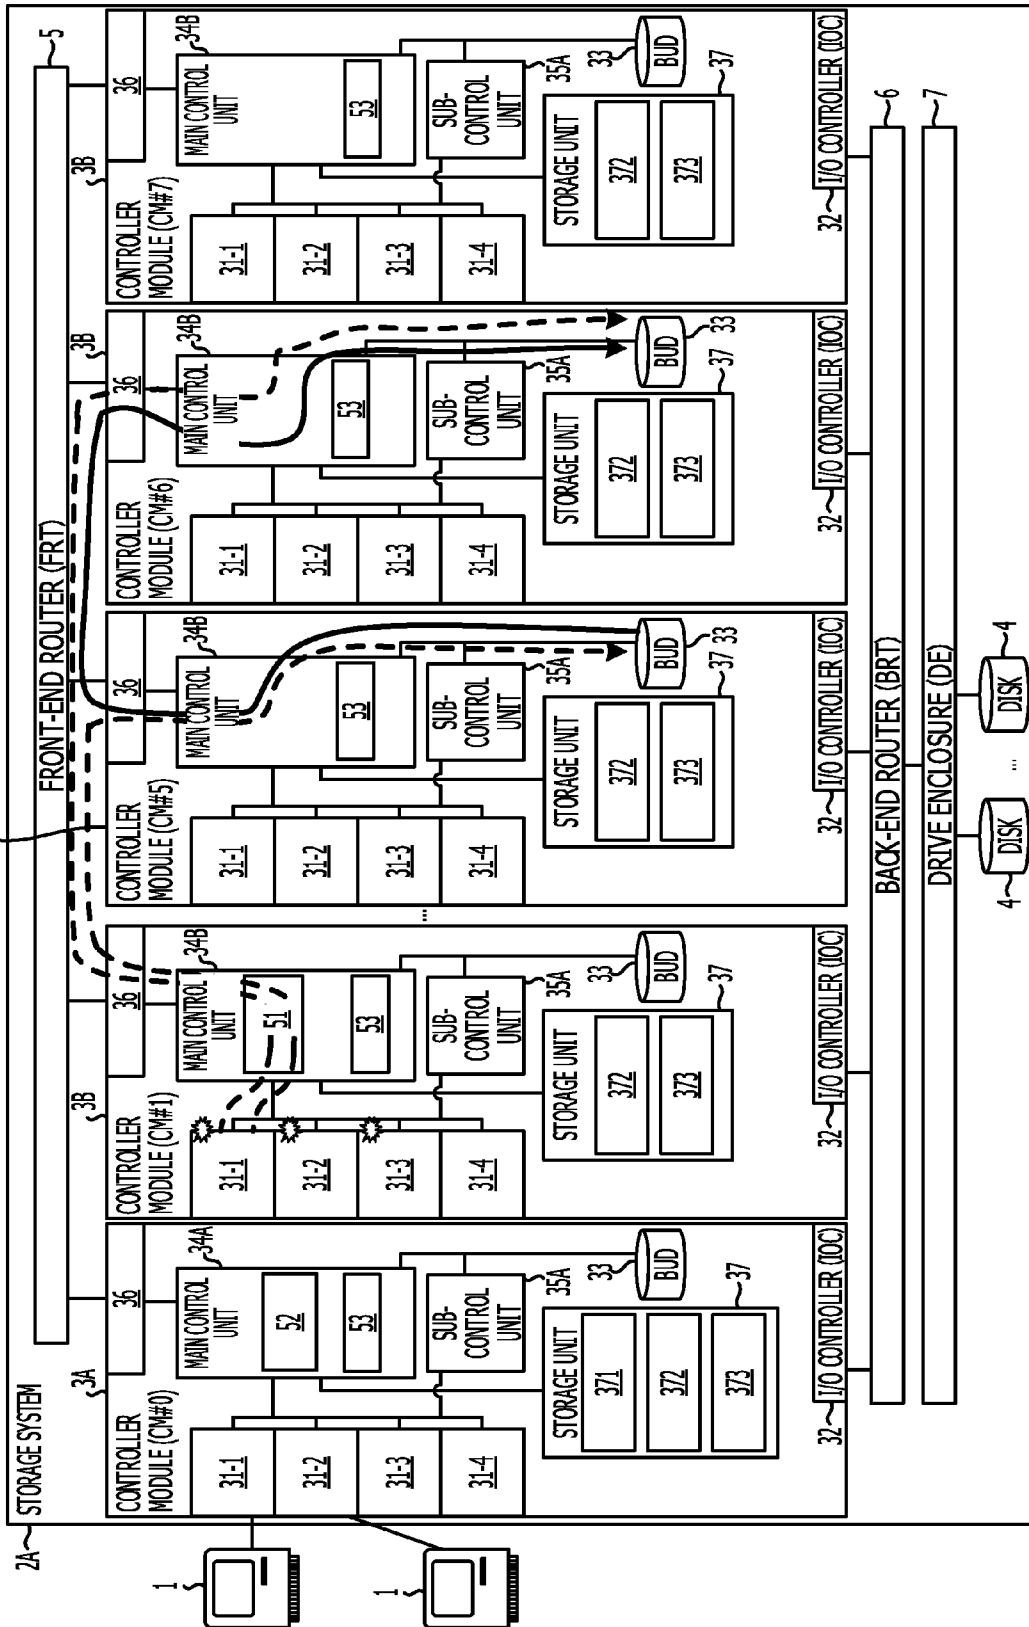 2A
STORAGE SYSTEM
FRONT-END ROUTER (FRT)
5
1
1
3A
CONTROLLER
MODULE (CM#0)
36
MAIN CONTROL
UNIT
34A
52
53
31-1
31-2
31-3
31-4
SUB-
CONTROL
UNIT
35A
33
BUD
STORAGE UNIT
37
371
372
373
32
I/O CONTROLLER (IOC)
3B
CONTROLLER
MODULE (CM#1)
36
MAIN CONTROL
UNIT
34B
51
53
31-1
31-2
31-3
31-4
SUB-
CONTROL
UNIT
35A
33
BUD
STORAGE UNIT
37
372
373
32
I/O CONTROLLER (IOC)
...
CONTROLLER
MODULE (CM#5)
36
MAIN CONTROL
UNIT
34B
53
31-1
31-2
31-3
31-4
SUB-
CONTROL
UNIT
35A
BUD
33
STORAGE UNIT
37
372
373
32
I/O CONTROLLER (IOC)
3B
CONTROLLER
MODULE (CM#6)
36
MAIN CONTROL
UNIT
34B
53
31-1
31-2
31-3
31-4
SUB-
CONTROL
UNIT
35A
BUD
33
STORAGE UNIT
37
372
373
32
I/O CONTROLLER (IOC)
3B
CONTROLLER
MODULE (CM#7)
36
MAIN CONTROL
UNIT
34B
53
31-1
31-2
31-3
31-4
SUB-
CONTROL
UNIT
35A
33
BUD
STORAGE UNIT
37
372
373
32
I/O CONTROLLER (IOC)
BACK-END ROUTER (BRT)
6
DRIVE ENCLOSURE (DE)
7
4
DISK
...
DISK
4